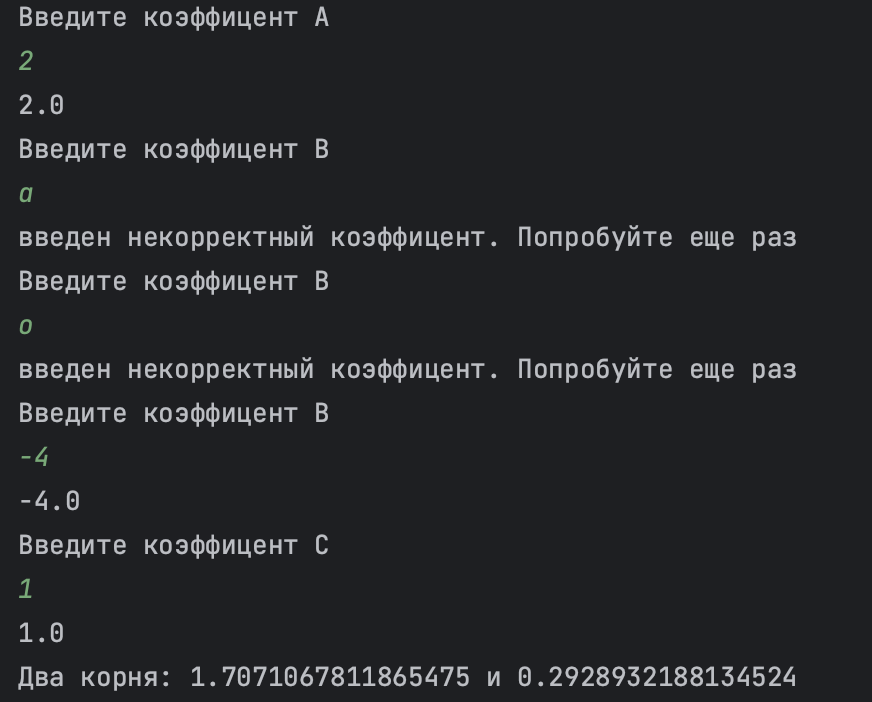 Введите коэффицент A
2
2.0
Введите коэффицент B
а
введен некорректный коэффицент. Попробуйте еще раз
Введите коэффицент B
о
введен некорректный коэффицент. Попробуйте еще раз
Введите коэффицент B
-4
-4.0
Введите коэффицент C
1
1.0
Два корня: 1.7071067811865475 и 0.2928932188134524